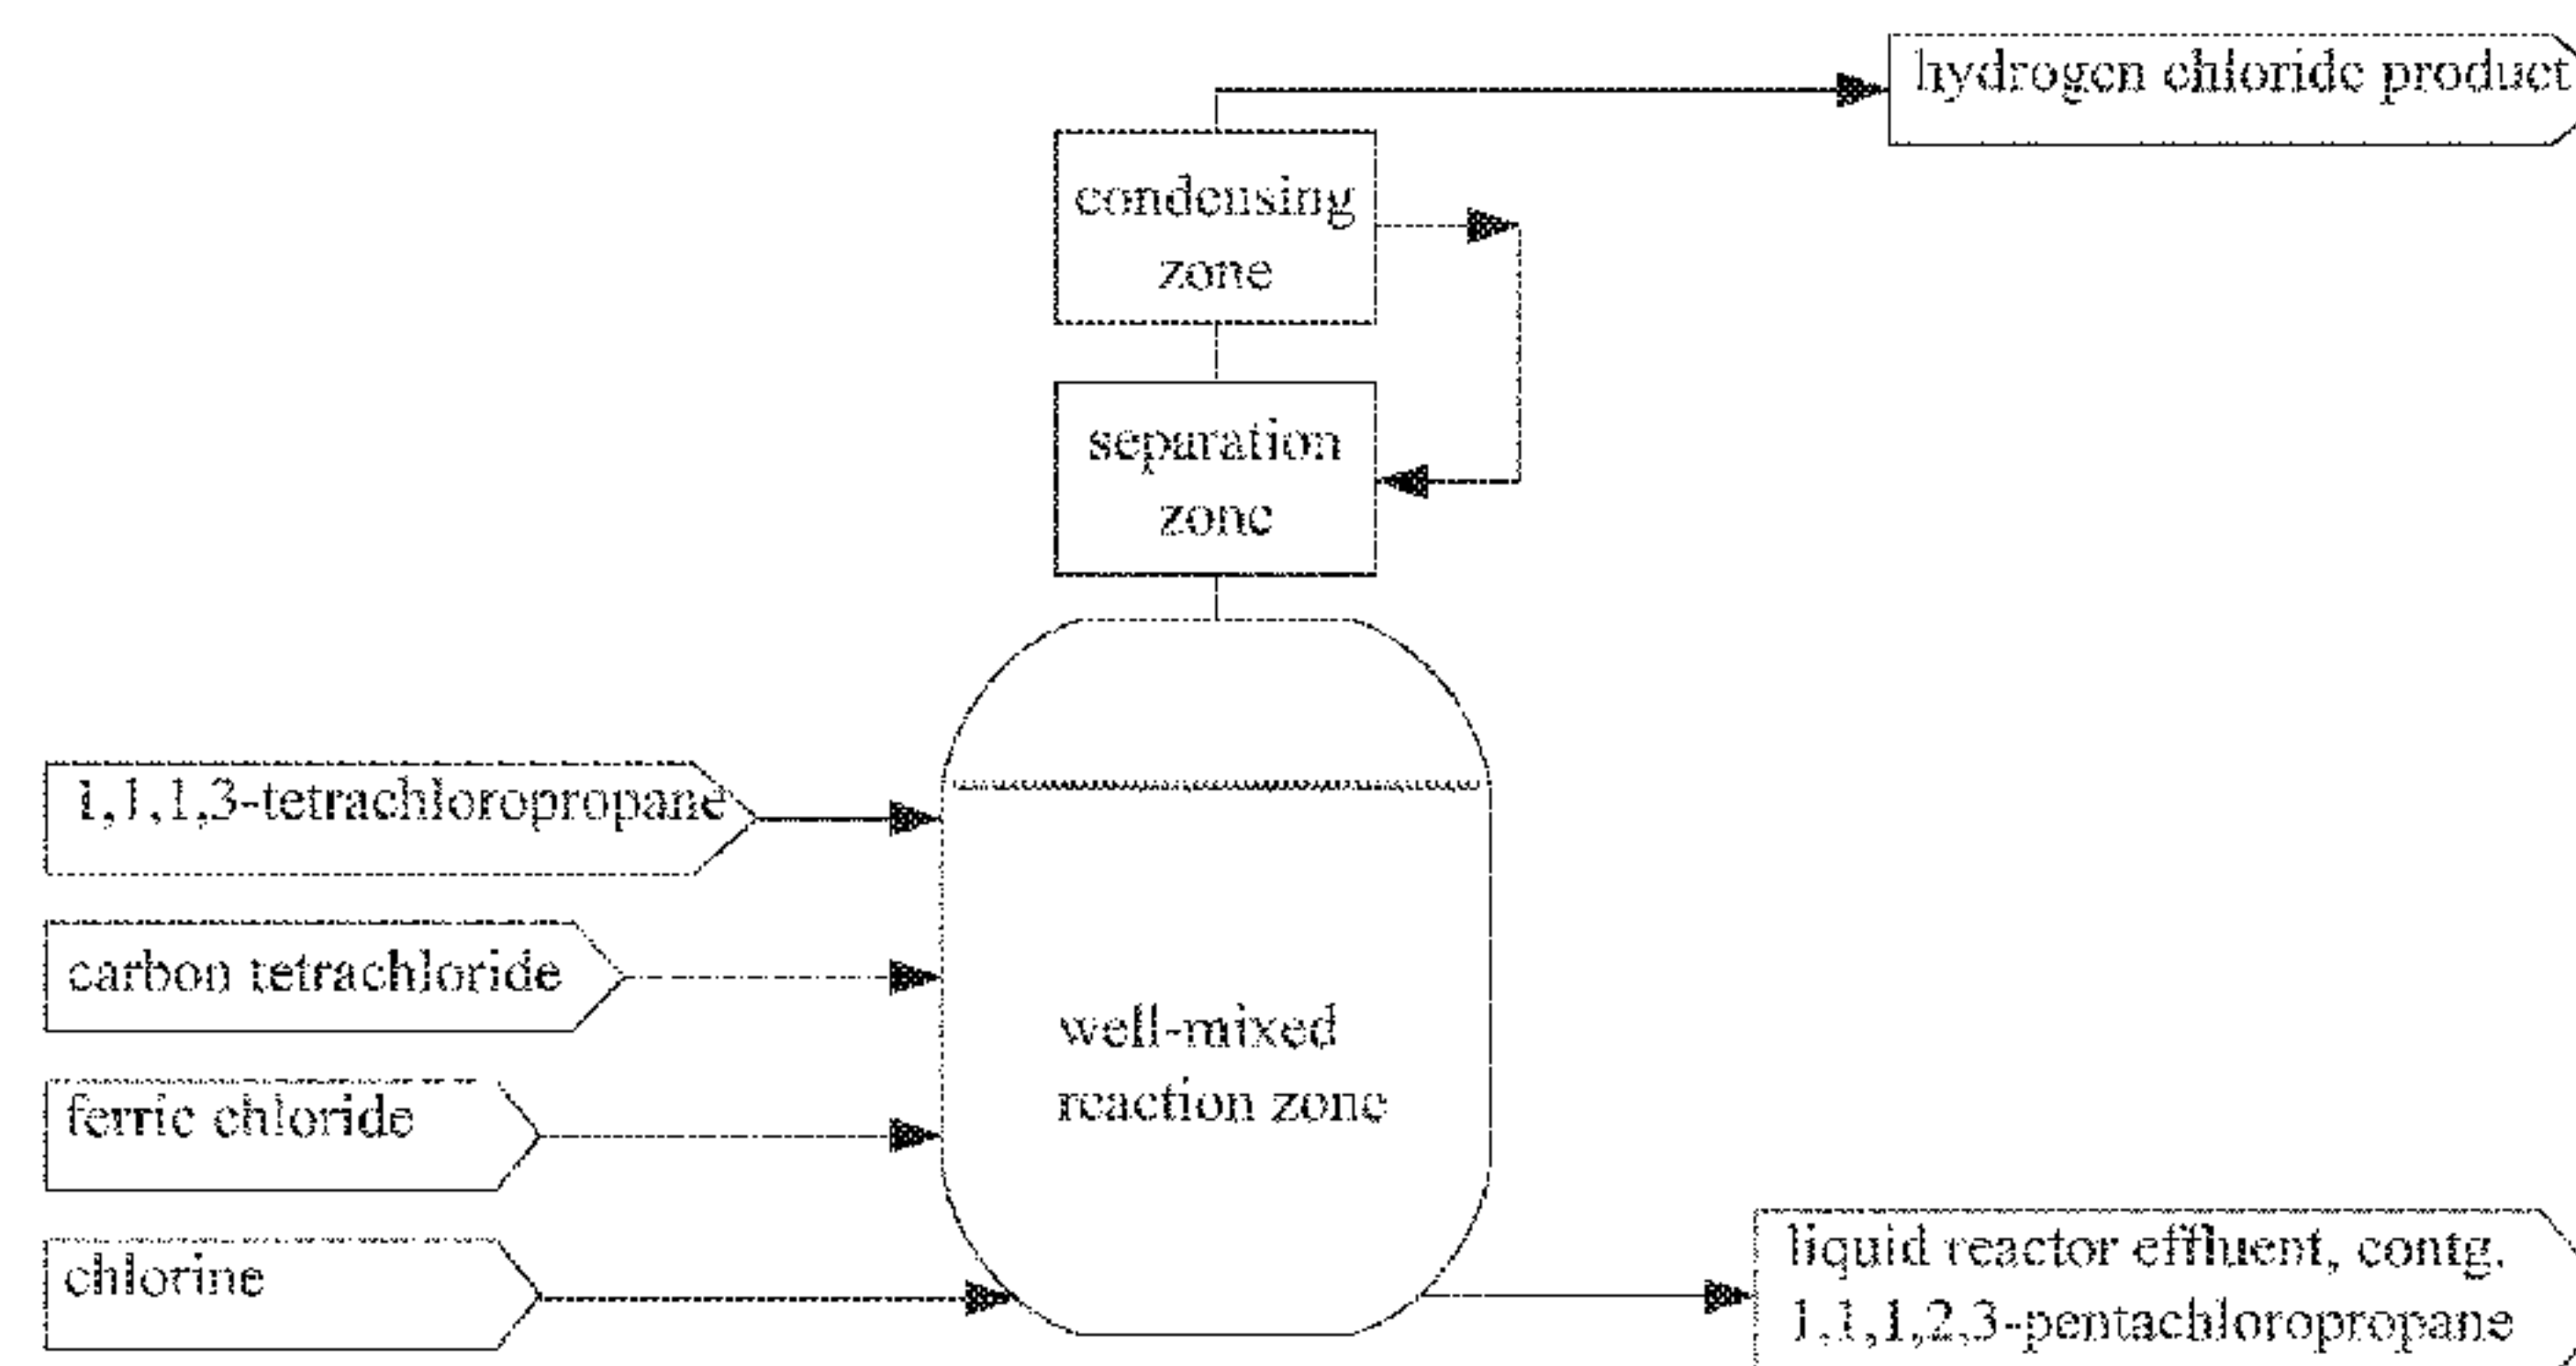 hydrogen chloride product
condensing
zone
separation
zone
1,1,1,3-tetrachloropropane
carbon tetrachloride
well-mixed
reaction zone
ferric chloride
chlorine
liquid reactor effluent, contg.
1,1,1,2,3-pentachloropropane